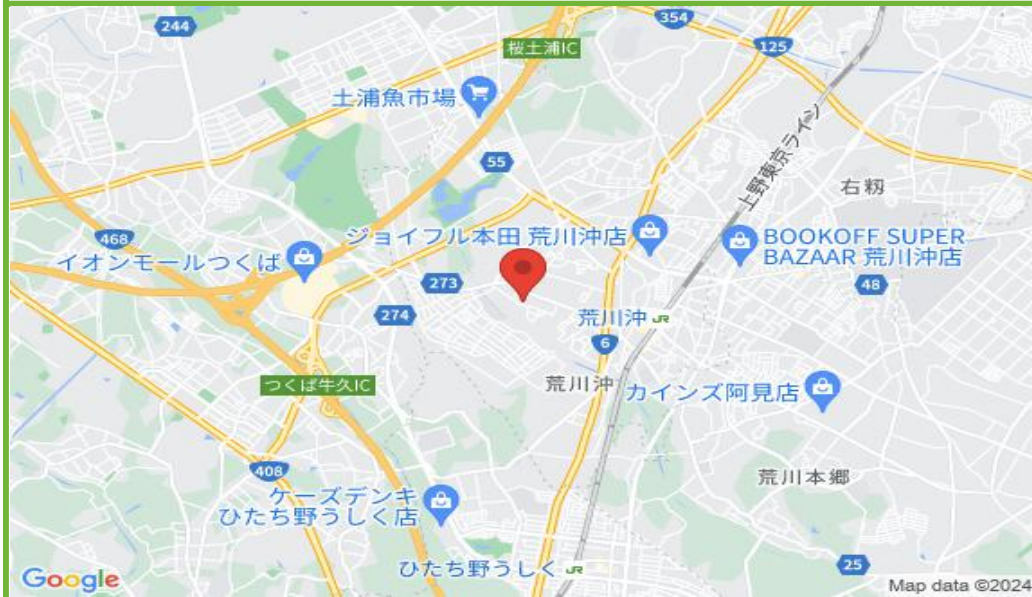 244
354
桜土浦IC
125
土浦魚市場
上野東京ライン
55
右籾
468
ジョイフル本田 荒川沖店
BOOKOFF SUPER
BAZAAR 荒川沖店
イオンモールつくば
273
48
274
荒川沖 JR
6
つくば牛久IC
荒川沖
カインズ阿見店
408
荒川本郷
ケーズデンキ
ひたち野うしく店
ひたち野うしく JR
25
Google
Map data ©2024